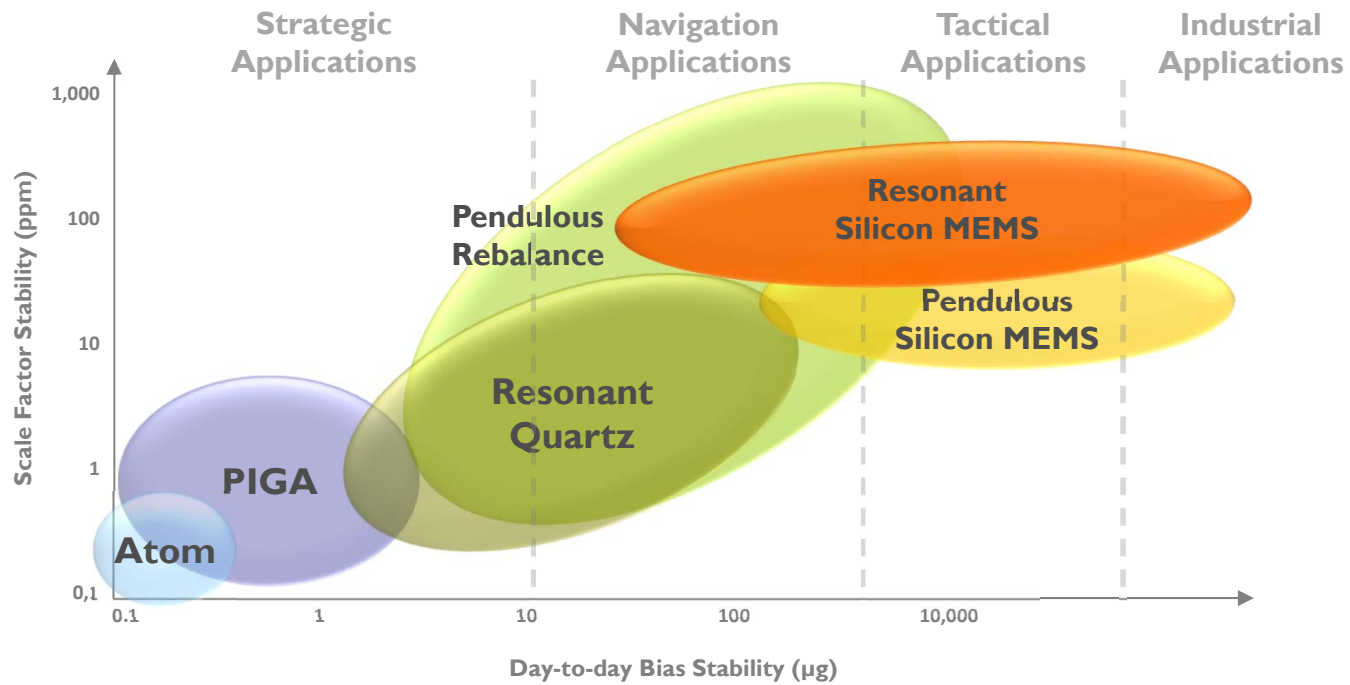 Strategic
Applications
Navigation
Applications
Tactical
Applications
Industrial
Applications
1,000
100
10
1
0,1
Scale Factor Stability (ppm)
Pendulous
Rebalance
Resonant
Silicon MEMS
Pendulous
Silicon MEMS
Resonant
Quartz
PIGA
Atom
0.1
1
10
100
10,000
Day-to-day Bias Stability (µg)